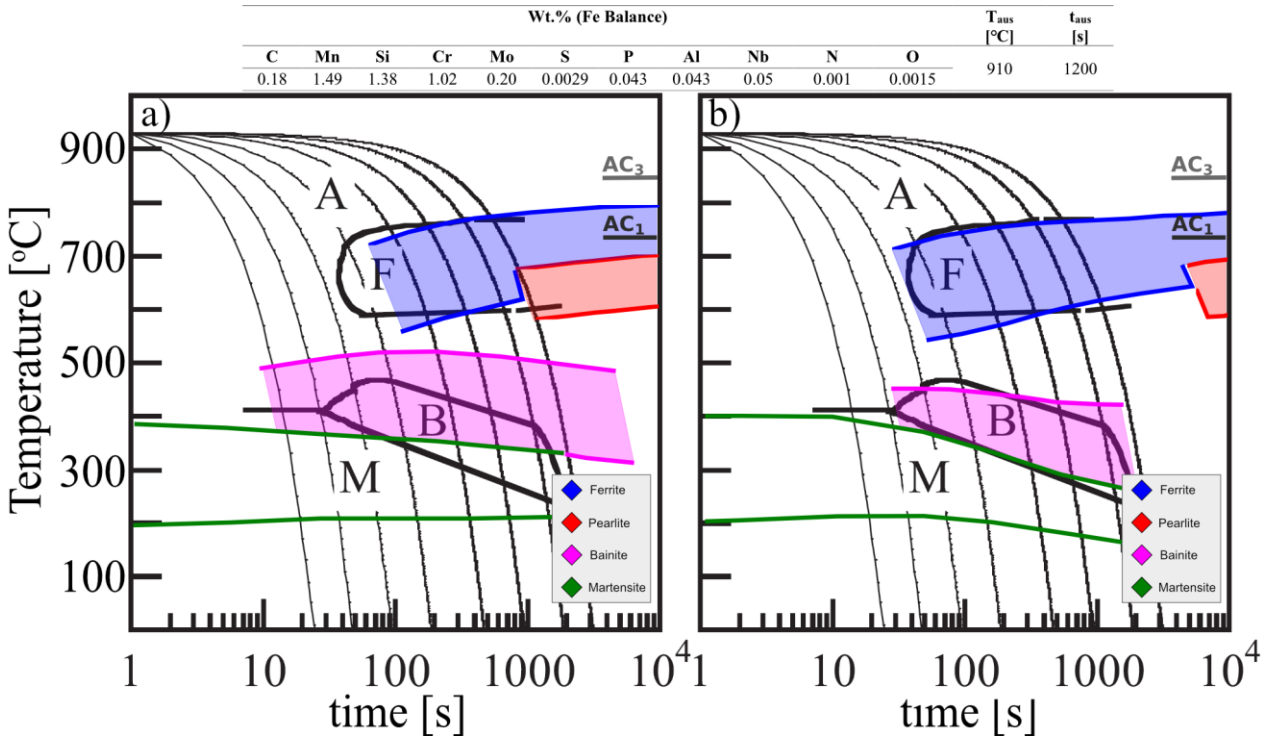 Wt.% (Fe Balance) Taus taus
[°C] [s]
C Mn Si Cr Mo S P Al Nb N O
0.18 1.49 1.38 1.02 0.20 0.0029 0.043 0.043 0.05 0.001 0.0015 910 1200
a)
900
700
500
300
100
Temperature [°C]
A
F
B
M
AC3
AC1
Ferrite
Pearlite
Bainite
Martensite
1 10 100 1000 10^4
time [s]
b)
A
F
B
M
AC3
AC1
Ferrite
Pearlite
Bainite
Martensite
10 100 1000 10^4
time [s]